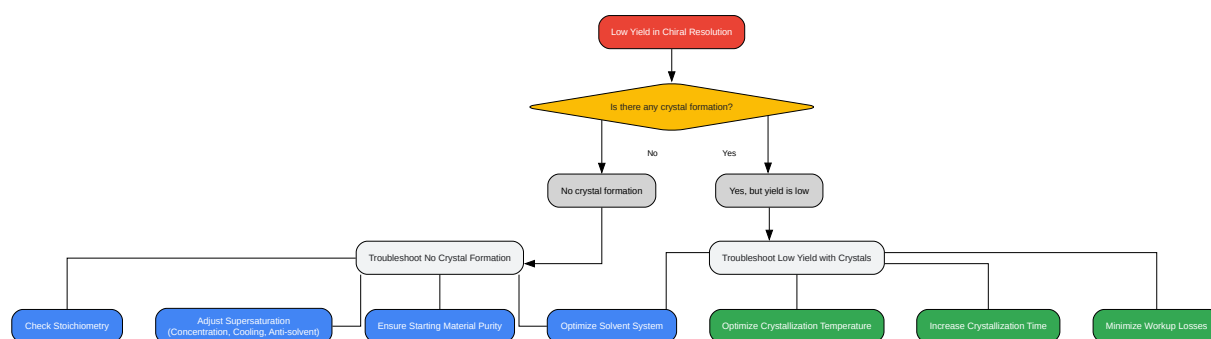 Low Yield in Chiral Resolution
Is there any crystal formation?
No
Yes
No crystal formation
Yes, but yield is low
Troubleshoot No Crystal Formation
Troubleshoot Low Yield with Crystals
Check Stoichiometry
Adjust Supersaturation
(Concentration, Cooling, Anti-solvent)
Ensure Starting Material Purity
Optimize Solvent System
Optimize Crystallization Temperature
Increase Crystallization Time
Minimize Workup Losses